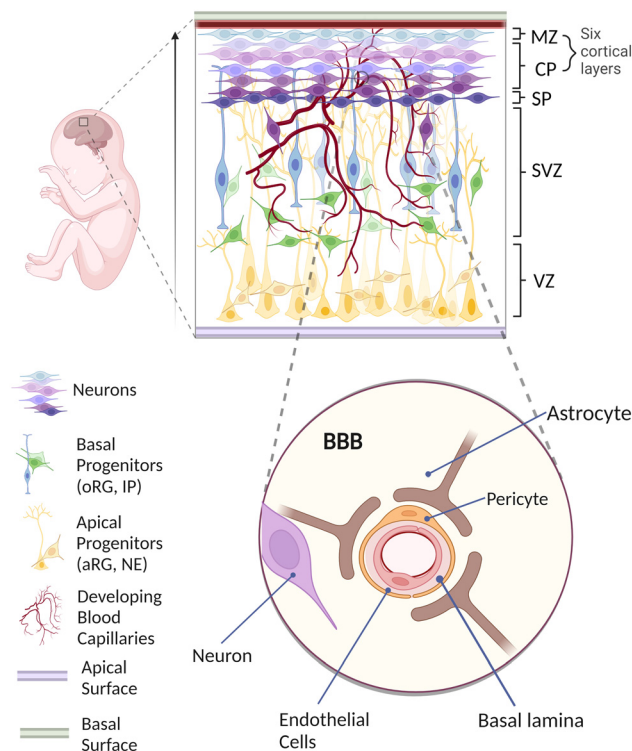 MZ
Six
cortical
layers
CP
SP
SVZ
VZ
Neurons
Basal
Progenitors
(oRG, IP)
Apical
Progenitors
(aRG, NE)
Developing
Blood
Capillaries
Apical
Surface
Basal
Surface
BBB
Astrocyte
Pericyte
Neuron
Endothelial
Cells
Basal lamina